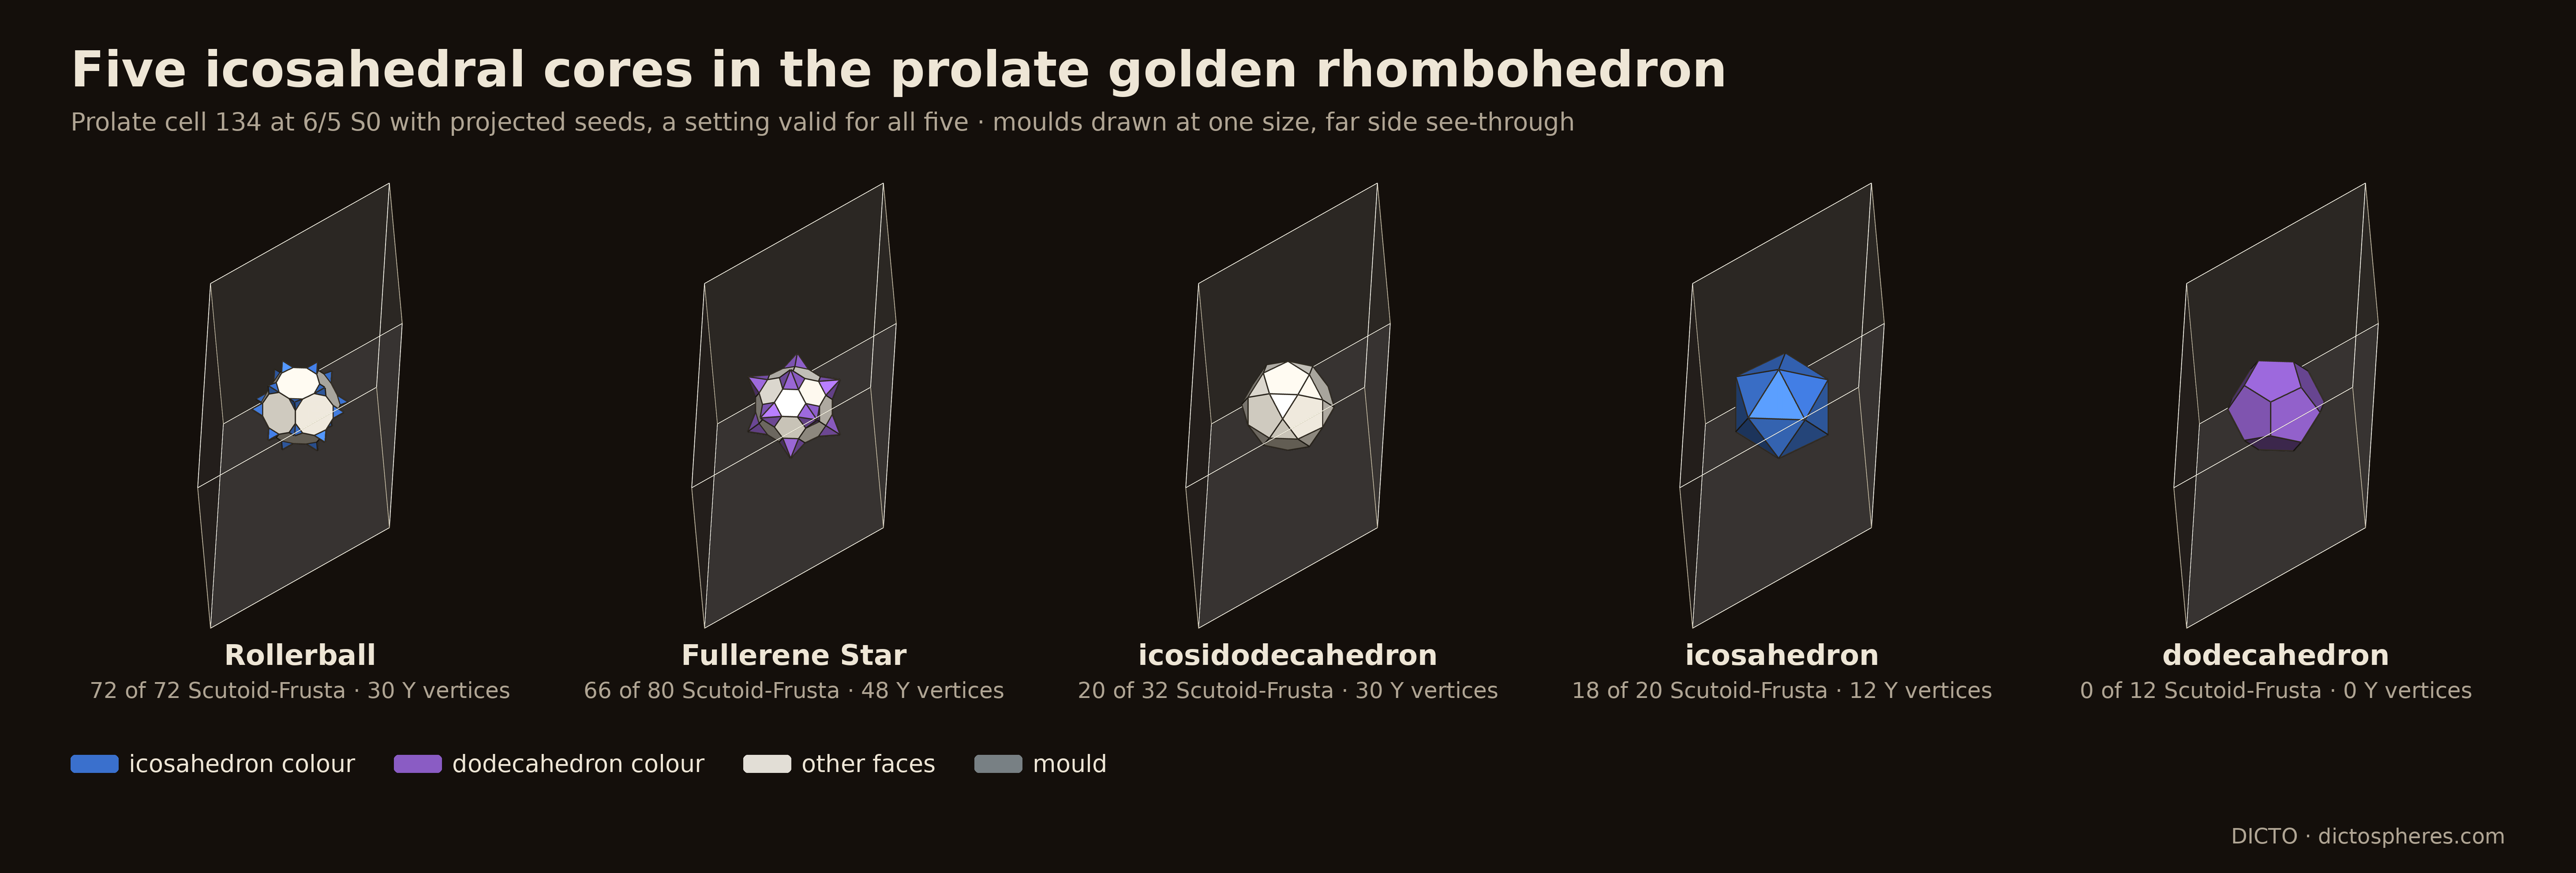 Five icosahedral cores in the prolate golden rhombohedron
Prolate cell 134 at 6/5 S0 with projected seeds, a setting valid for all five · moulds drawn at one size, far side see-through
Rollerball
72 of 72 Scutoid-Frusta · 30 Y vertices
Fullerene Star
66 of 80 Scutoid-Frusta · 48 Y vertices
icosidodecahedron
20 of 32 Scutoid-Frusta · 30 Y vertices
icosahedron
18 of 20 Scutoid-Frusta · 12 Y vertices
dodecahedron
0 of 12 Scutoid-Frusta · 0 Y vertices
icosahedron colour
dodecahedron colour
other faces
mould
DICTO · dictospheres.com